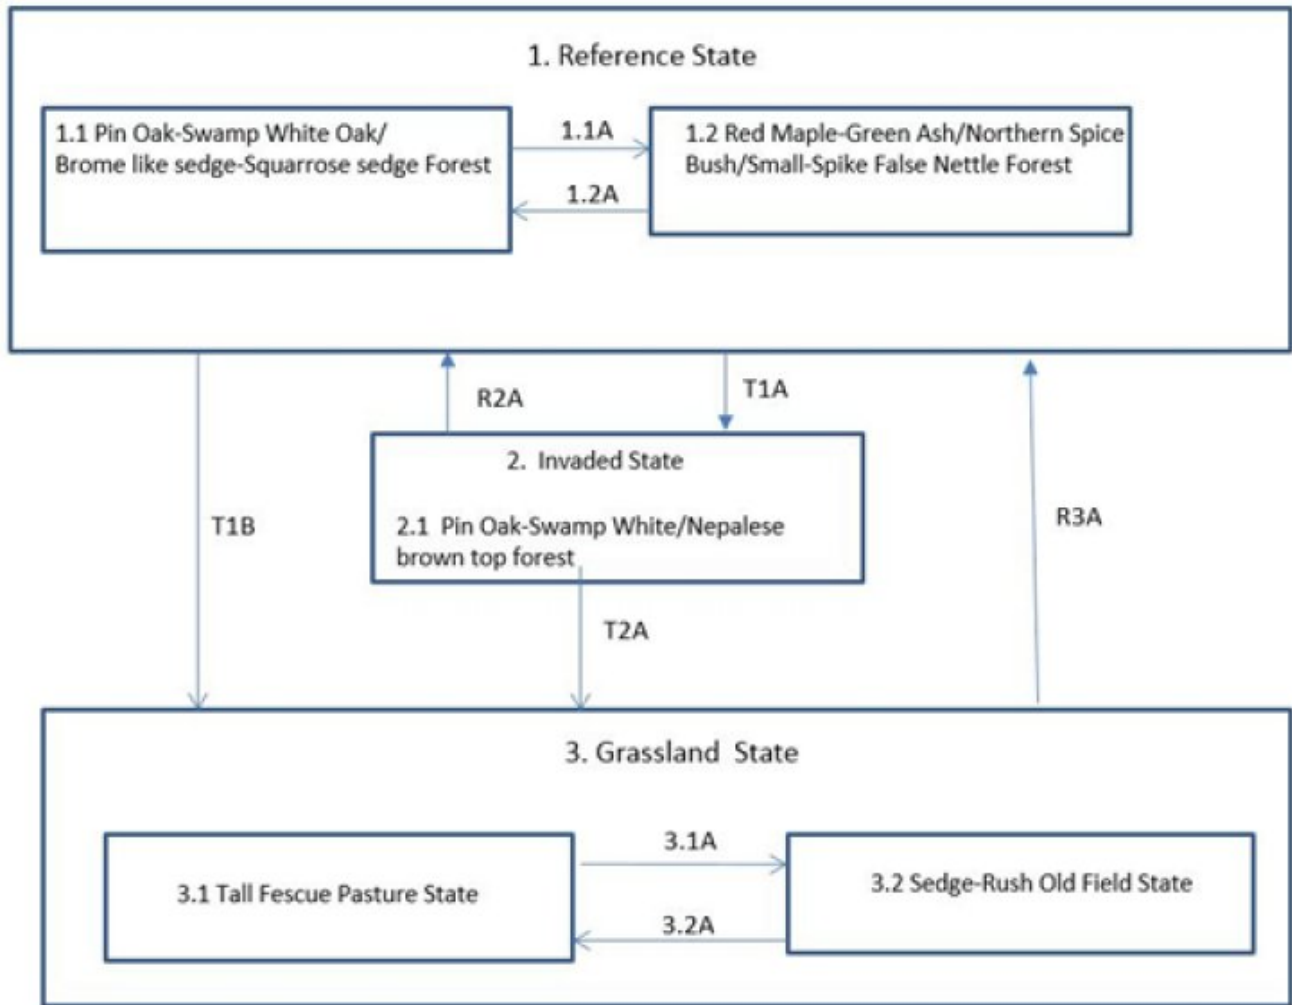 1. Reference State
1.1 Pin Oak-Swamp White Oak/
Brome like sedge-Squarrose sedge Forest
1.1A
1.2A
1.2 Red Maple-Green Ash/Northern Spice
Bush/Small-Spike False Nettle Forest
R2A
T1A
T1B
2. Invaded State
2.1 Pin Oak-Swamp White/Nepalese
brown top forest
R3A
T2A
3. Grassland State
3.1 Tall Fescue Pasture State
3.1A
3.2A
3.2 Sedge-Rush Old Field State